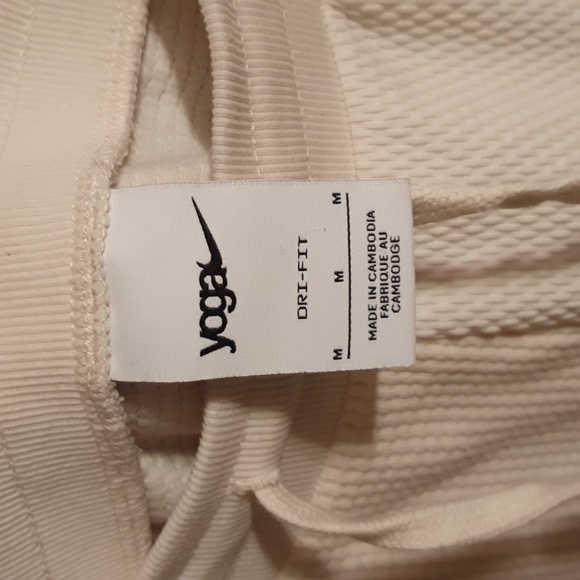 yoga
DRI-FIT
M M M
MADE IN CAMBODIA
FABRIQUE AU
CAMBODGE